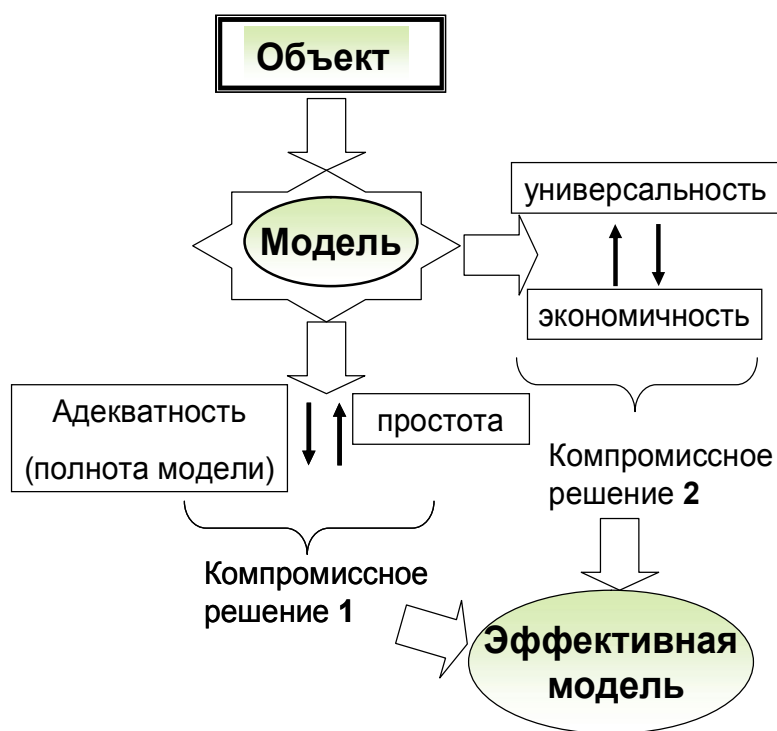 Объект
Модель
универсальность
экономичность
Адекватность
(полнота модели)
простота
Компромиссное
решение 2
Компромиссное
решение 1
Эффективная
модель